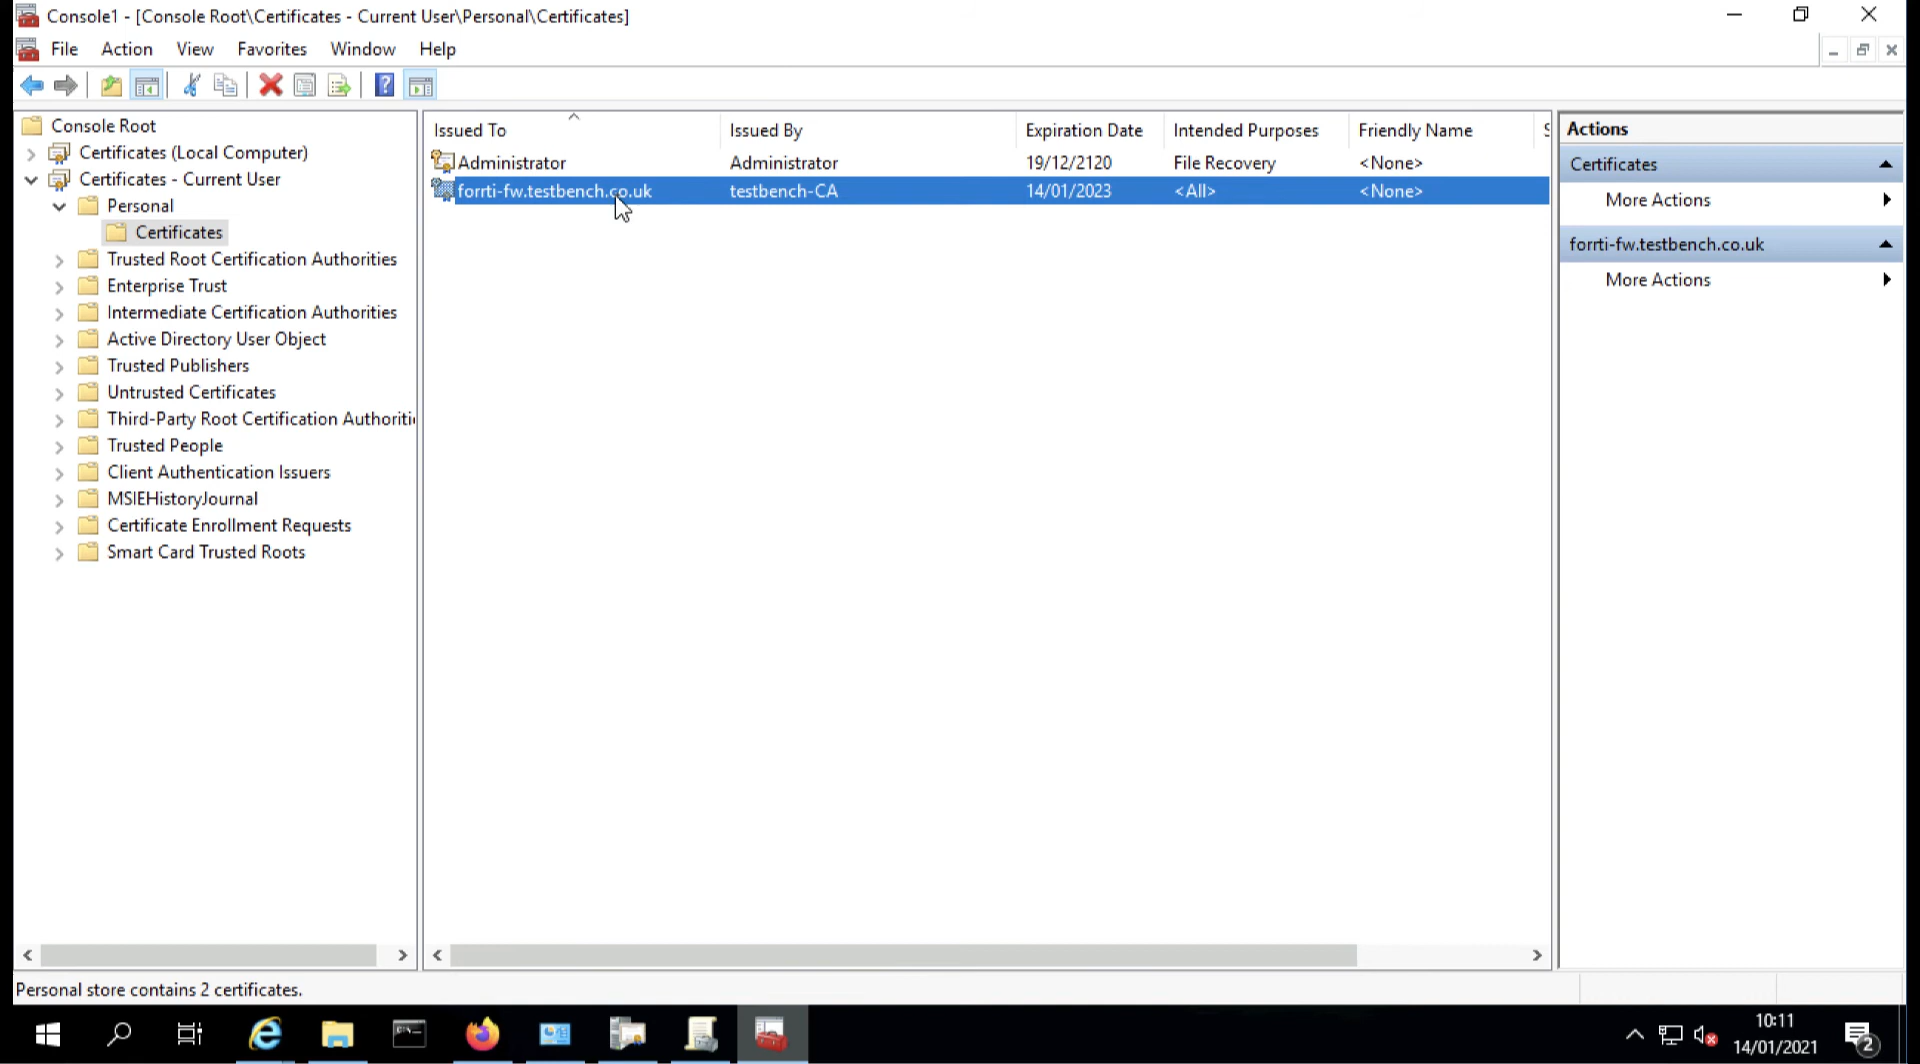 Console1 - [Console Root\Certificates - Current User\Personal\Certificates]
File Action View Favorites Window Help
Console Root
Certificates (Local Computer)
Certificates - Current User
Personal
Certificates
Trusted Root Certification Authorities
Enterprise Trust
Intermediate Certification Authorities
Active Directory User Object
Trusted Publishers
Untrusted Certificates
Third-Party Root Certification Authoriti
Trusted People
Client Authentication Issuers
MSIEHistoryJournal
Certificate Enrollment Requests
Smart Card Trusted Roots
Issued To Issued By Expiration Date Intended Purposes Friendly Name S
Administrator Administrator 19/12/2120 File Recovery <None>
forrti-fw.testbench.co.uk testbench-CA 14/01/2023 <All> <None>
Actions
Certificates
More Actions
forrti-fw.testbench.co.uk
More Actions
Personal store contains 2 certificates.
10:11
14/01/2021
2